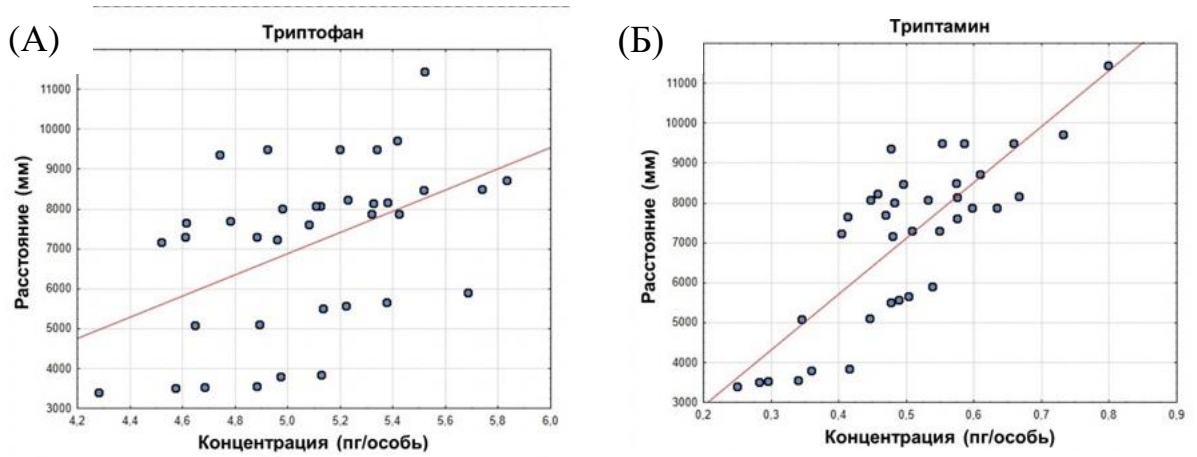 (А)
Триптофан
Расстояние (мм)
11000
10000
9000
8000
7000
6000
5000
4000
3000
4,2 4,4 4,6 4,8 5,0 5,2 5,4 5,6 5,8 6,0
Концентрация (пг/особь)
(Б)
Триптамин
Расстояние (мм)
11000
10000
9000
8000
7000
6000
5000
4000
3000
0,2 0,3 0,4 0,5 0,6 0,7 0,8 0,9
Концентрация (пг/особь)